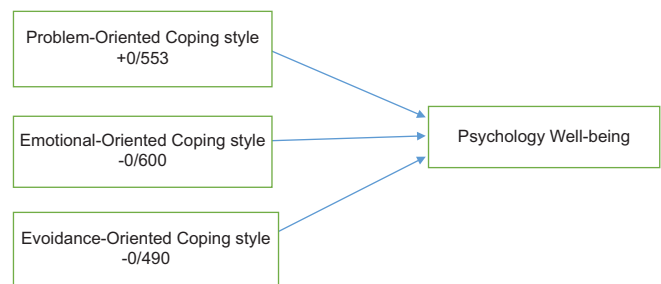 Problem-Oriented Coping style
+0/553
Emotional-Oriented Coping style
-0/600
Psychology Well-being
Evoidance-Oriented Coping style
-0/490